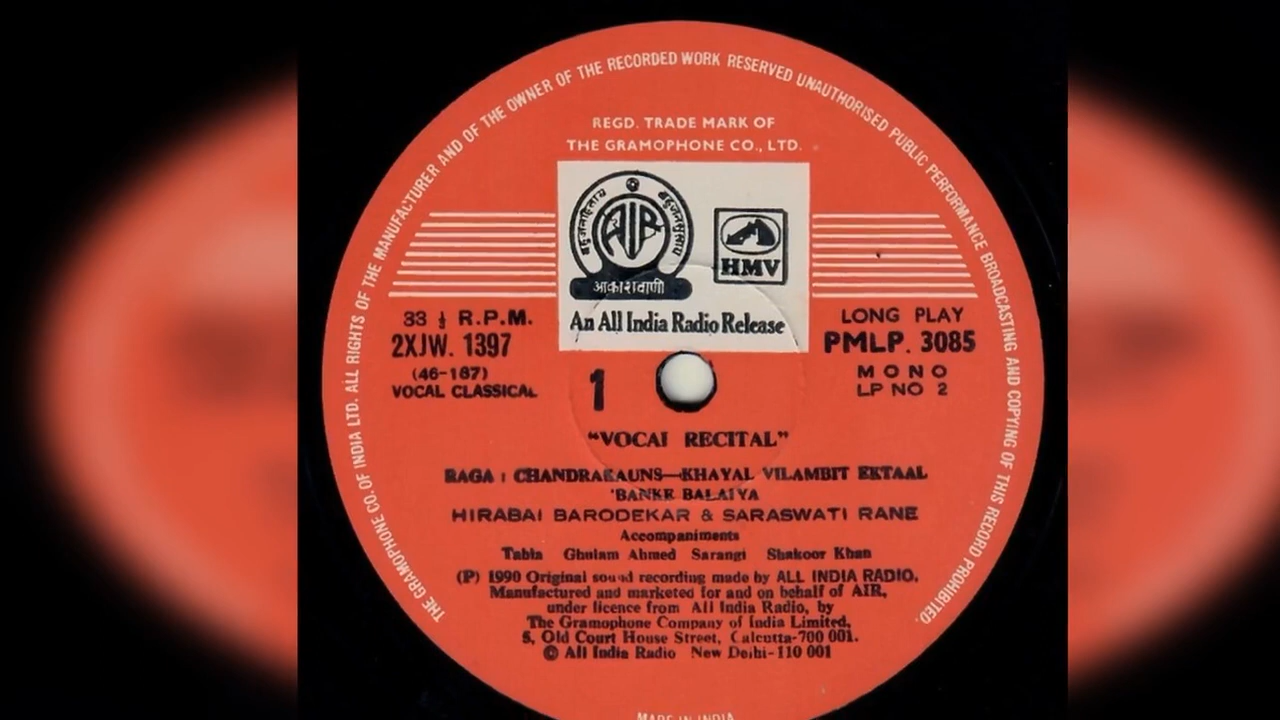 THE GRAMOPHONE CO. OF INDIA LTD. ALL RIGHTS OF THE MANUFACTURER AND OF THE OWNER OF THE RECORDED WORK RESERVED UNAUTHORISED PUBLIC PERFORMANCE BROADCASTING AND COPYING OF THIS RECORD PROHIBITED.
REGD. TRADE MARK OF
THE GRAMOPHONE CO., LTD.
बहुजनहिताय बहुजनसुखाय
AIR
आकाशवाणी
HMV
An All India Radio Release
33 ⅓ R.P.M.
2XJW. 1397
(46-187)
VOCAL CLASSICAL
LONG PLAY
PMLP. 3085
MONO
LP NO 2
1
"VOCAL RECITAL"
RAGA : CHANDRAKAUNS—KHAYAL VILAMBIT EKTAAL
'BANKE BALAIYA
HIRABAI BARODEKAR & SARASWATI RANE
Accompaniments
Tabla Ghulam Ahmed Sarangi Shakoor Khan
(P) 1990 Original sound recording made by ALL INDIA RADIO.
Manufactured and marketed for and on behalf of AIR,
under licence from All India Radio, by
The Gramophone Company of India Limited,
5, Old Court House Street, Calcutta-700 001.
© All India Radio New Delhi-110 001
MADE IN INDIA